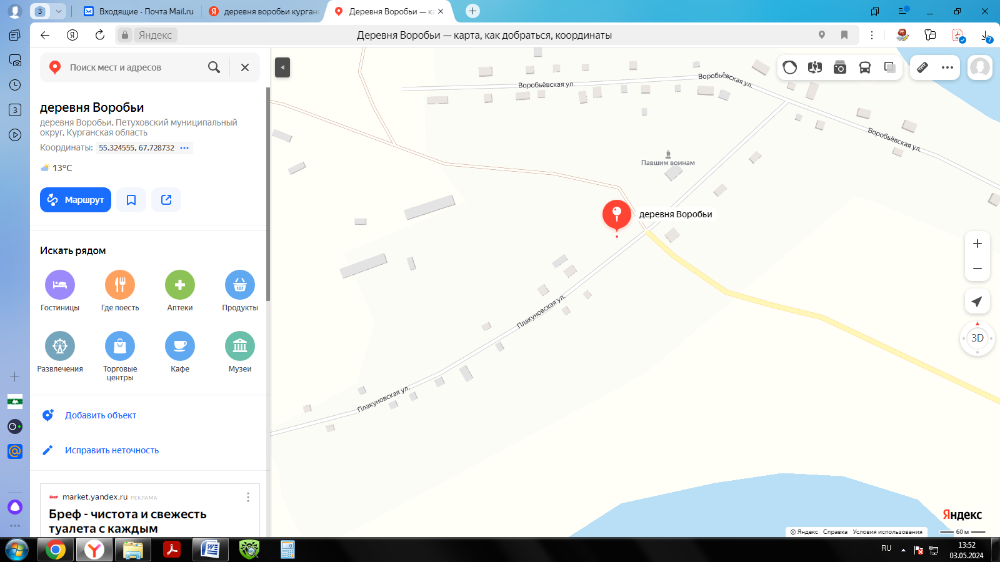 3
Входящие - Почта Mail.ru
деревня воробьи курганс
Деревня Воробьи — ка
Яндекс
Деревня Воробьи — карта, как добраться, координаты
7
3
Поиск мест и адресов
деревня Воробьи
деревня Воробьи, Петуховский муниципальный
округ, Курганская область
Координаты: 55.324555, 67.728732
13°C
Маршрут
Искать рядом
Гостиницы
Где поесть
Аптеки
Продукты
Развлечения
Торговые
центры
Кафе
Музеи
Добавить объект
Исправить неточность
market.yandex.ru РЕКЛАМА
Бреф - чистота и свежесть
туалета с каждым
Воробьёвская ул.
Воробьёвская ул.
Воробьёвская ул.
Павшим воинам
деревня Воробьи
Плакуновская ул.
Плакуновская ул.
3D
Яндекс
© Яндекс Справка Условия использования
60 м
RU
13:52
03.05.2024